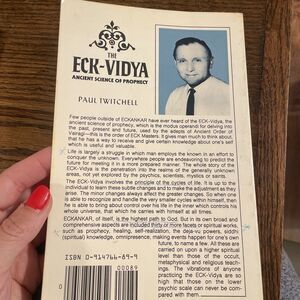 THE
ECK-VIDYA
ANCIENT SCIENCE OF PROPHECY
PAUL TWITCHELL
Few people outside of ECKANKAR have ever heard of the ECK-Vidya, the
ancient science of prophecy, which is the modus operandi for delving into
the past, present and future, used by the adepts of Ancient Order of
Vairagi—this is the order of ECK Masters. It gives man much to think about,
he has a way to receive and give certain knowledge about one's self which
is useful and valuable.
Life is largely a struggle in which man employs the known in an effort to
conquer the unknown. Everywhere people are endeavoring to predict the
future for meeting it in a more prepared manner. The whole story of the
ECK-Vidya is the penetration into the realms of the generally unknown
areas, not yet explored by the psychics, scientists, mystics or saints.
The ECK-Vidya involves the principle of the cycles of life. It is up to the
individual to learn these subtle changes and to make the adjustment as they
arise. The minor changes always affect the greater changes. So when one
is able to recognize and handle the very smaller cycles within himself, then
he is able to bring about control over his life in the inner which controls his
whole universe, that which he carries with himself at all times.
ECKANKAR, of itself, is the highest path to God. But in its own broad and
comprehensive aspects are included thirty or more facets or spiritual works,
such as prophecy, healing, self-realization, the deja-vu powers, siddhi
(spiritual) knowledge, omnipresence, making events happen for one's own
future, to name a few. All these are
carried on upon a higher spiritual
level than those of the occult,
metaphysical and religious teach-
ings. The vibrations of anyone
practicing the ECK-Vidya are so
high that those on the lower
psychic state can never be com-
pared with them.
ISBN 0-914766-89-9
00089